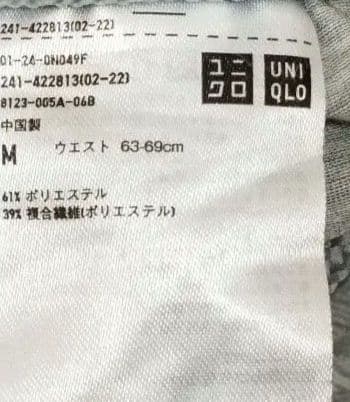 241-422813(02-22)
01-24-0N049F
241-422813(02-22)
8123-005A-06B
中国製
M ウエスト 63-69cm
61% ポリエステル
39% 複合繊維(ポリエステル)
ユニ
クロ
UNI
QLO